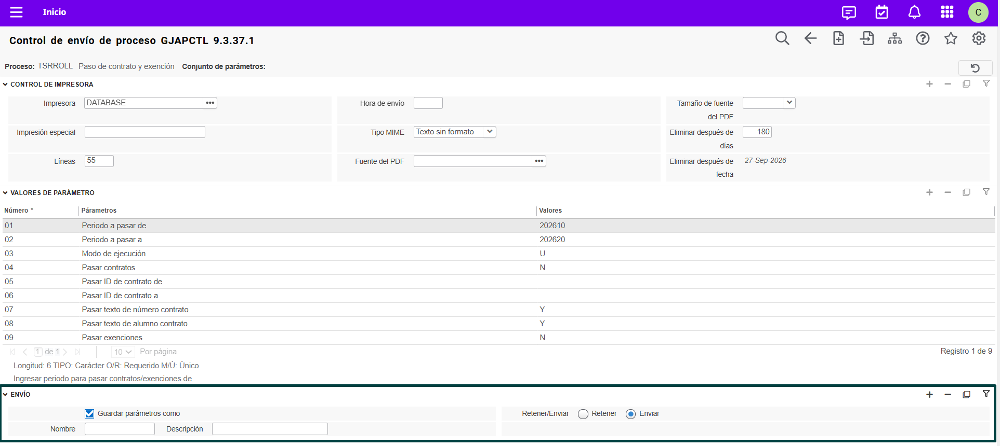 Inicio
C
Control de envío de proceso GJAPCTL 9.3.37.1
Proceso: TSRROLL Paso de contrato y exención Conjunto de parámetros:
CONTROL DE IMPRESORA
Impresora DATABASE Hora de envío Tamaño de fuente del PDF
Impresión especial Tipo MIME Texto sin formato Eliminar después de días 180
Líneas 55 Fuente del PDF Eliminar después de fecha 27-Sep-2026
VALORES DE PARÁMETRO
Número * Párametros Valores
01 Periodo a pasar de 202610
02 Periodo a pasar a 202620
03 Modo de ejecución U
04 Pasar contratos N
05 Pasar ID de contrato de
06 Pasar ID de contrato a
07 Pasar texto de número contrato Y
08 Pasar texto de alumno contrato Y
09 Pasar exenciones N
1 de 1 10 Por página Registro 1 de 9
Longitud: 6 TIPO: Carácter O/R: Requerido M/Ú: Único
Ingresar periodo para pasar contratos/exenciones de
ENVÍO
Guardar parámetros como Retener/Enviar Retener Enviar
Nombre Descripción